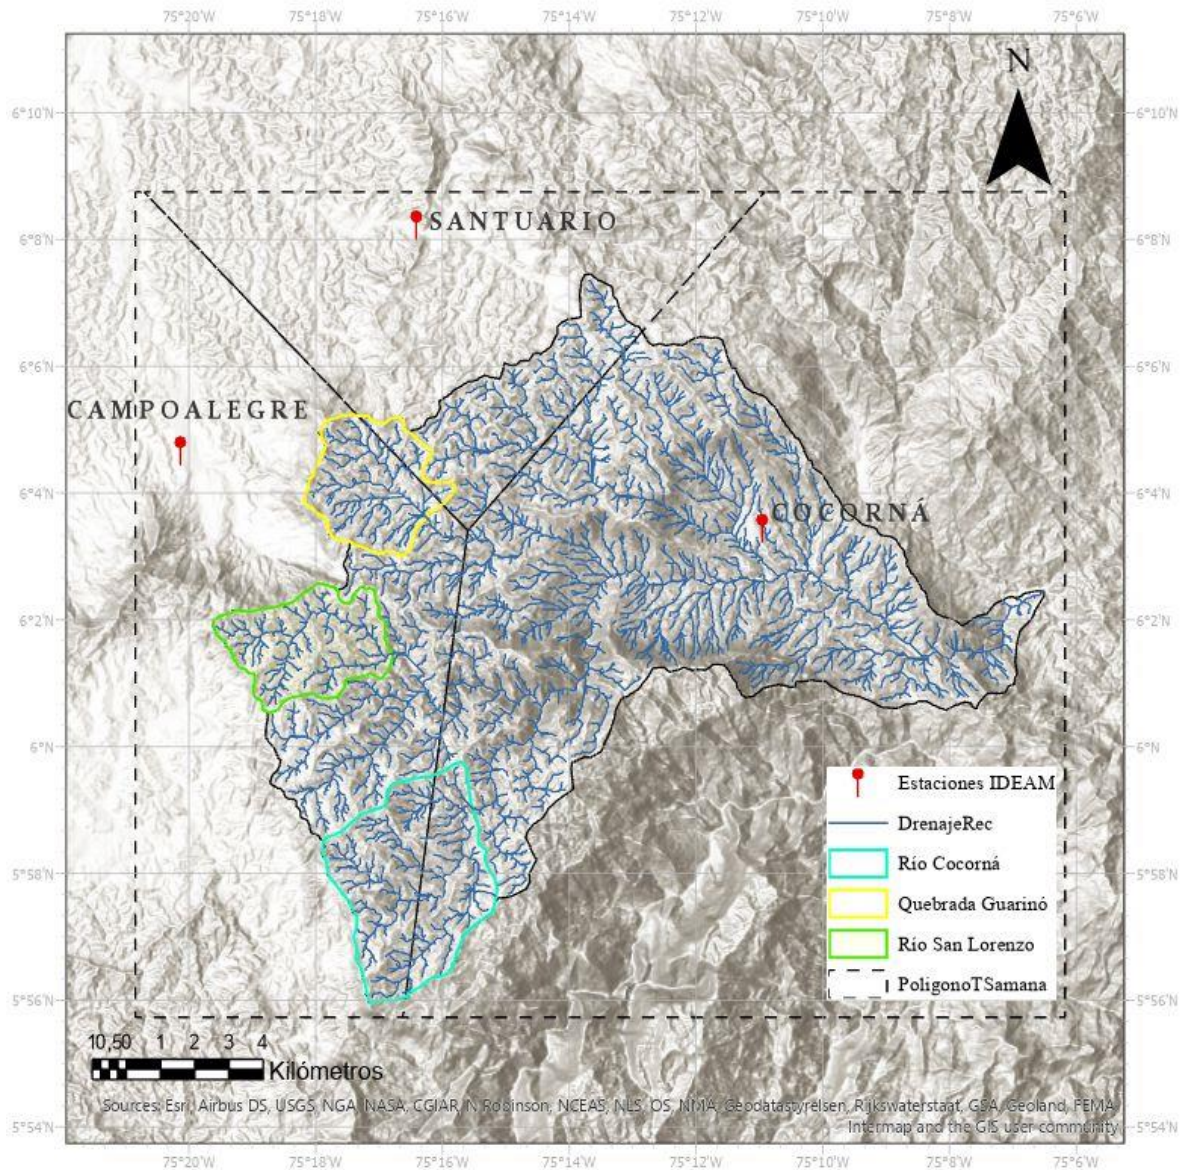 75°20'W 75°18'W 75°16'W 75°14'W 75°12'W 75°10'W 75°8'W 75°6'W
N
6°10'N 6°10'N
SANTUARIO
6°8'N 6°8'N
6°6'N 6°6'N
CAMPOALEGRE
6°4'N 6°4'N
COCORNÁ
6°2'N 6°2'N
6°N 6°N
Estaciones IDEAM
DrenajeRec
Río Cocorná
5°58'N 5°58'N
Quebrada Guarinó
Río San Lorenzo
PoligonoTSamana
5°56'N 5°56'N
10,50 1 2 3 4
Kilómetros
Sources: Esri, Airbus DS, USGS, NGA, NASA, CGIAR, N Robinson, NCEAS, NLS, OS, NMA, Geodatastyrelsen, Rijkswaterstaat, GSA, Geoland, FEMA,
Intermap and the GIS user community
5°54'N 5°54'N
75°20'W 75°18'W 75°16'W 75°14'W 75°12'W 75°10'W 75°8'W 75°6'W